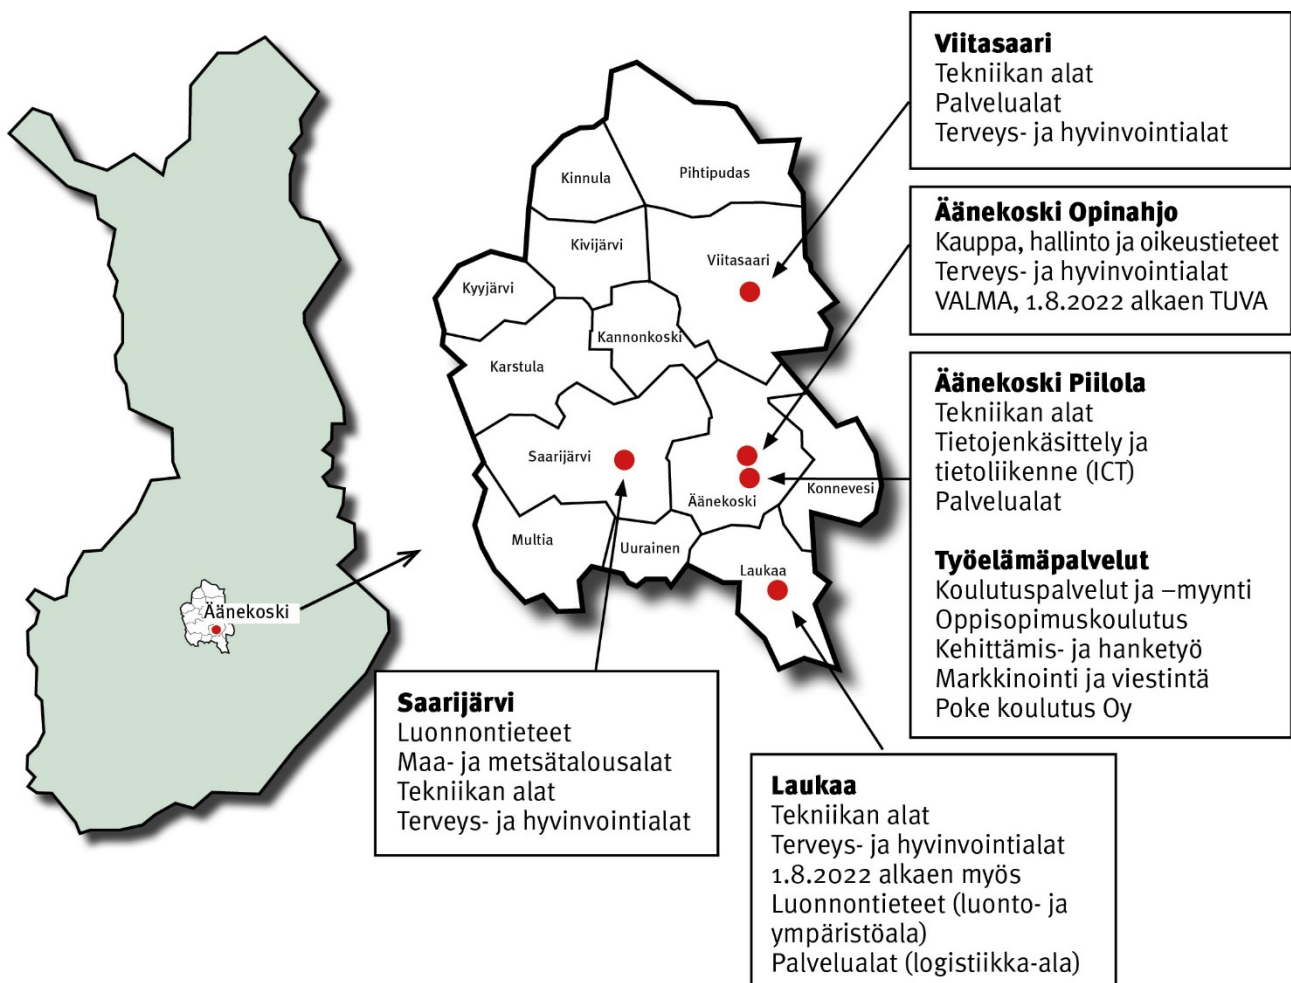 Viitasaari
Tekniikan alat
Palvelualat
Terveys- ja hyvinvointialat
Äänekoski Opinahjo
Kauppa, hallinto ja oikeustieteet
Terveys- ja hyvinvointialat
VALMA, 1.8.2022 alkaen TUVA
Äänekoski Piilola
Tekniikan alat
Tietojenkäsittely ja
tietoliikenne (ICT)
Palvelualat
Työelämäpalvelut
Koulutuspalvelut ja –myynti
Oppisopimuskoulutus
Kehittämis- ja hanketyö
Markkinointi ja viestintä
Poke koulutus Oy
Kinnula
Pihtipudas
Kivijärvi
Viitasaari
Kyyjärvi
Kannonkoski
Karstula
Saarijärvi
Äänekoski
Konnevesi
Multia
Uurainen
Laukaa
Äänekoski
Saarijärvi
Luonnontieteet
Maa- ja metsätalousalat
Tekniikan alat
Terveys- ja hyvinvointialat
Laukaa
Tekniikan alat
Terveys- ja hyvinvointialat
1.8.2022 alkaen myös
Luonnontieteet (luonto- ja
ympäristöala)
Palvelualat (logistiikka-ala)